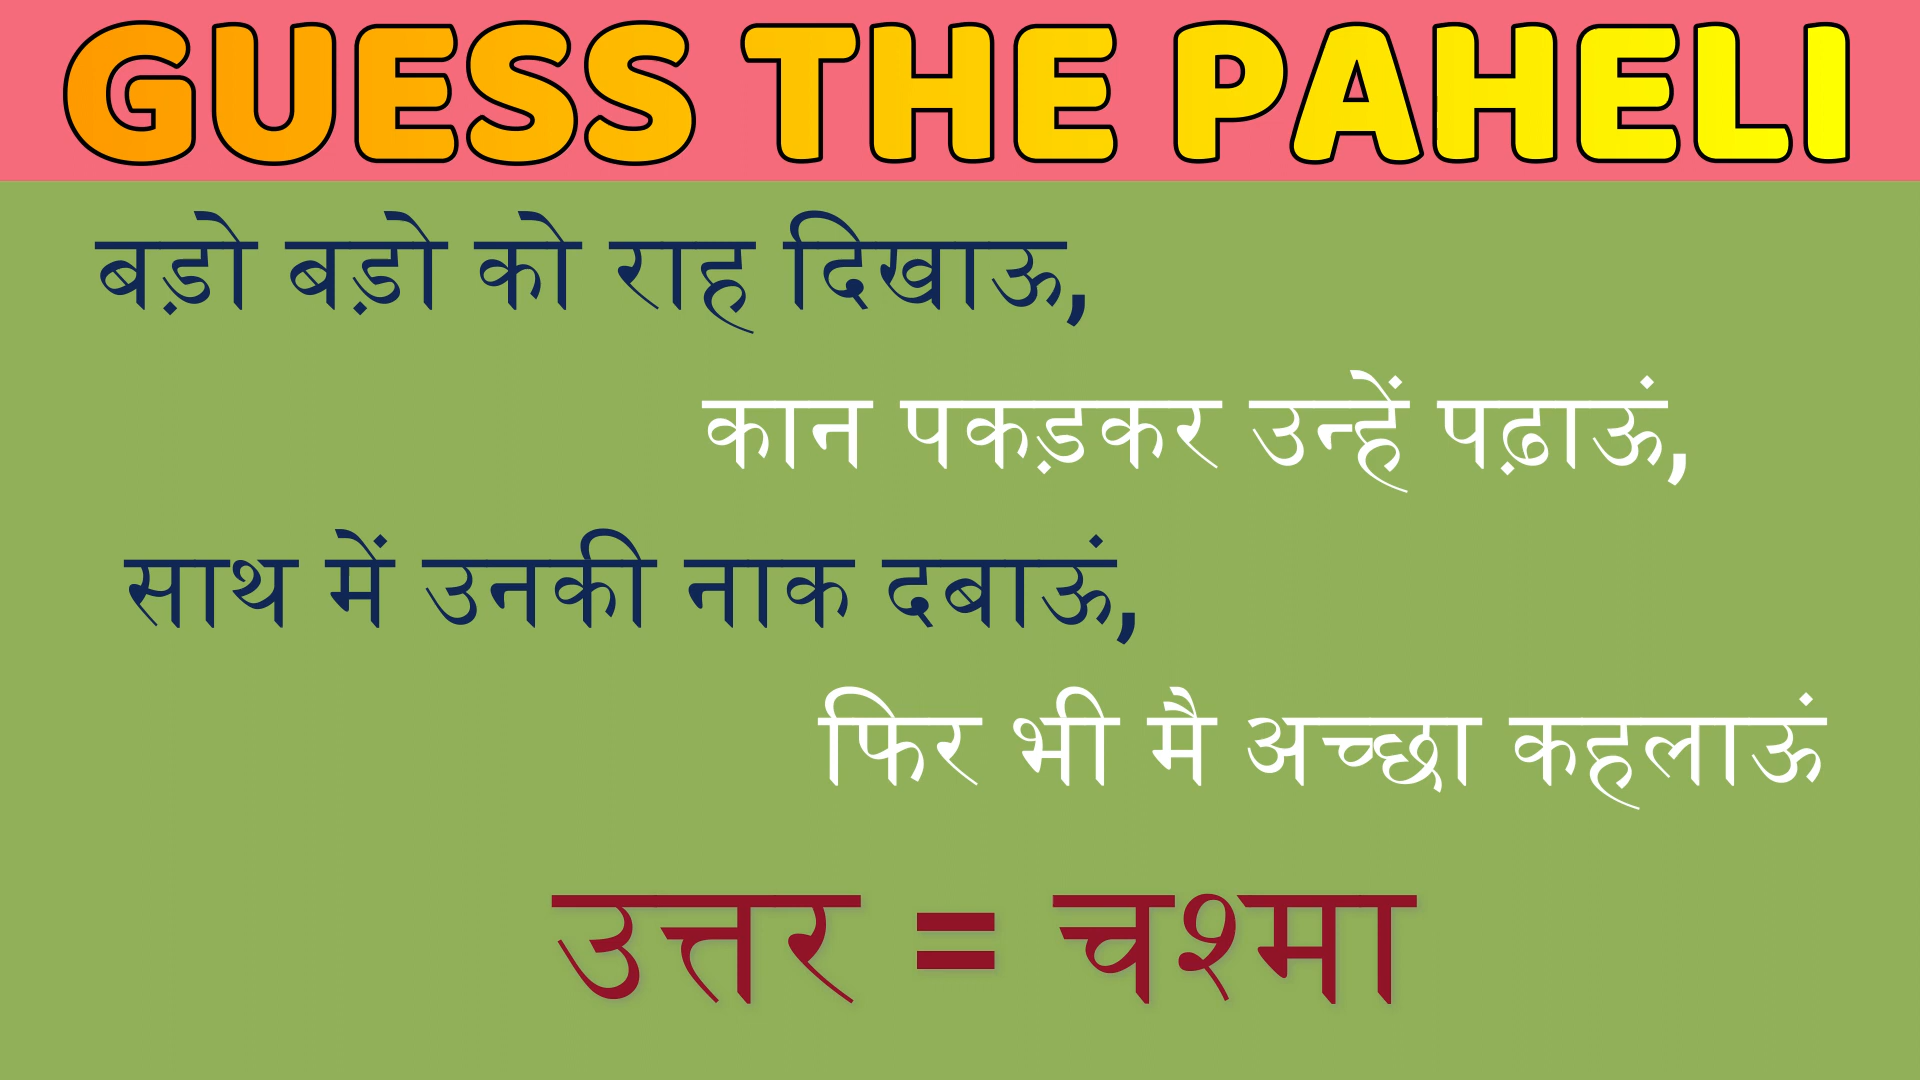 GUESS THE PAHELI
बड़ो बड़ो को राह दिखाऊ,
कान पकड़कर उन्हें पढ़ाऊं,
साथ में उनकी नाक दबाऊं,
फिर भी मै अच्छा कहलाऊं
उत्तर = चश्मा